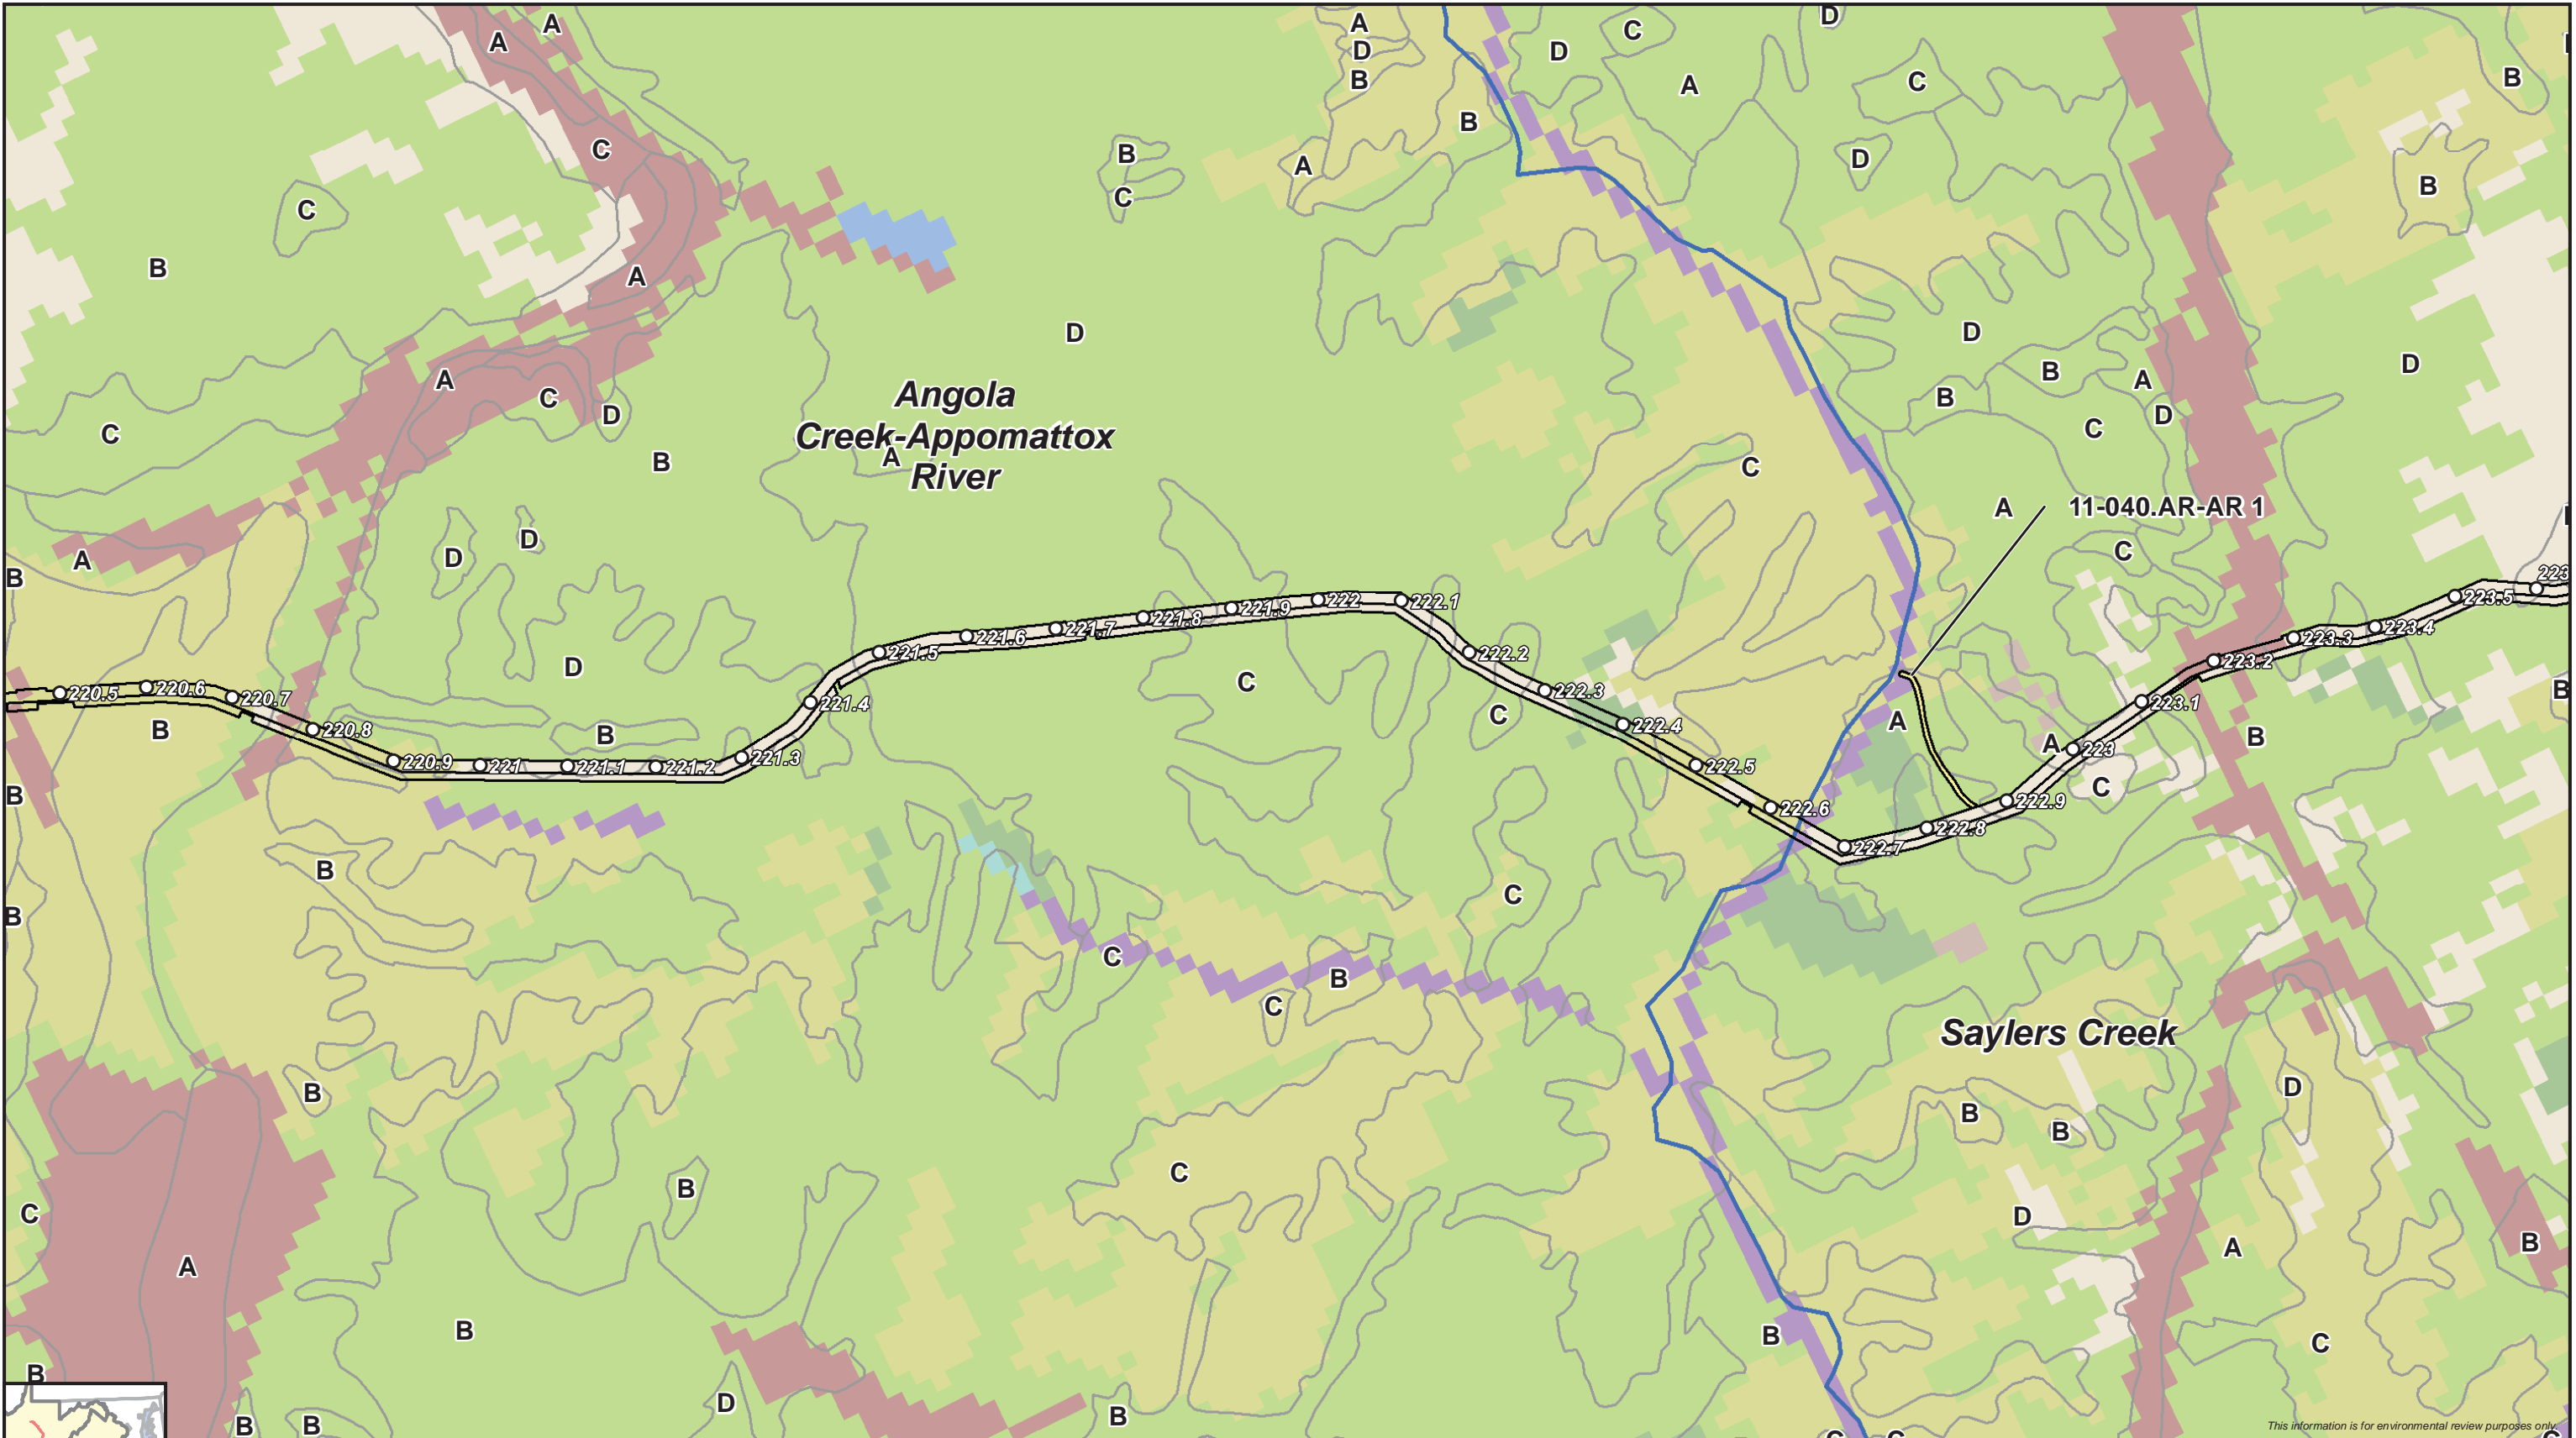 A
A
A
D
B
D
C
A
D
C
B
B
C
B
C
A
D
B
C
B
A
D
D
Angola
Creek-Appomattox
River
A
A
C
D
B
C
C
D
B
B
A
D
C
D
A
11-040.AR-AR 1
C
A
B
D
D
D
B
220.5
220.6
220.7
220.8
220.9
221
221.1
221.2
221.3
221.4
221.5
221.6
221.7
221.8
221.9
222
222.1
222.2
222.3
222.4
222.5
222.6
222.7
222.8
222.9
223
223.1
223.2
223.3
223.4
223.5
223
B
B
C
C
A
A
C
B
B
B
B
B
C
C
B
C
Saylers Creek
B
B
B
D
C
B
C
A
B
D
A
B
B
B
C
B
D
B
B
B
C
C
C
This information is for environmental review purposes only.